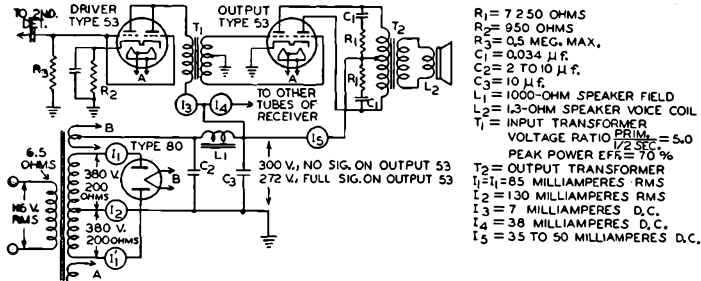 TO 2ND. DET.
DRIVER TYPE 53
OUTPUT TYPE 53
T1
T2
C1
R1
R1
C1
L2
R3
R2
A
A
I3
I4
TO OTHER TUBES OF RECEIVER
I5
B
TYPE 80
L1
6.5 OHMS
I1
380 V. 200 OHMS
B
C2
C3
300 V., NO SIG. ON OUTPUT 53
272 V., FULL SIG. ON OUTPUT 53
I2
380 V. 200 OHMS
I'1
A
R1 = 7250 OHMS
R2 = 950 OHMS
R3 = 0.5 MEG. MAX.
C1 = 0.034 μf.
C2 = 2 TO 10 μf.
C3 = 10 μf.
L1 = 1000-OHM SPEAKER FIELD
L2 = 1.3-OHM SPEAKER VOICE COIL
T1 = INPUT TRANSFORMER
VOLTAGE RATIO PRIM. / 1/2 SEC. = 5.0
PEAK POWER EFF. = 70 %
T2 = OUTPUT TRANSFORMER
I1 = I'1 = 85 MILLIAMPERES RMS
I2 = 130 MILLIAMPERES RMS
I3 = 7 MILLIAMPERES D.C.
I4 = 38 MILLIAMPERES D.C.
I5 = 35 TO 50 MILLIAMPERES D.C.